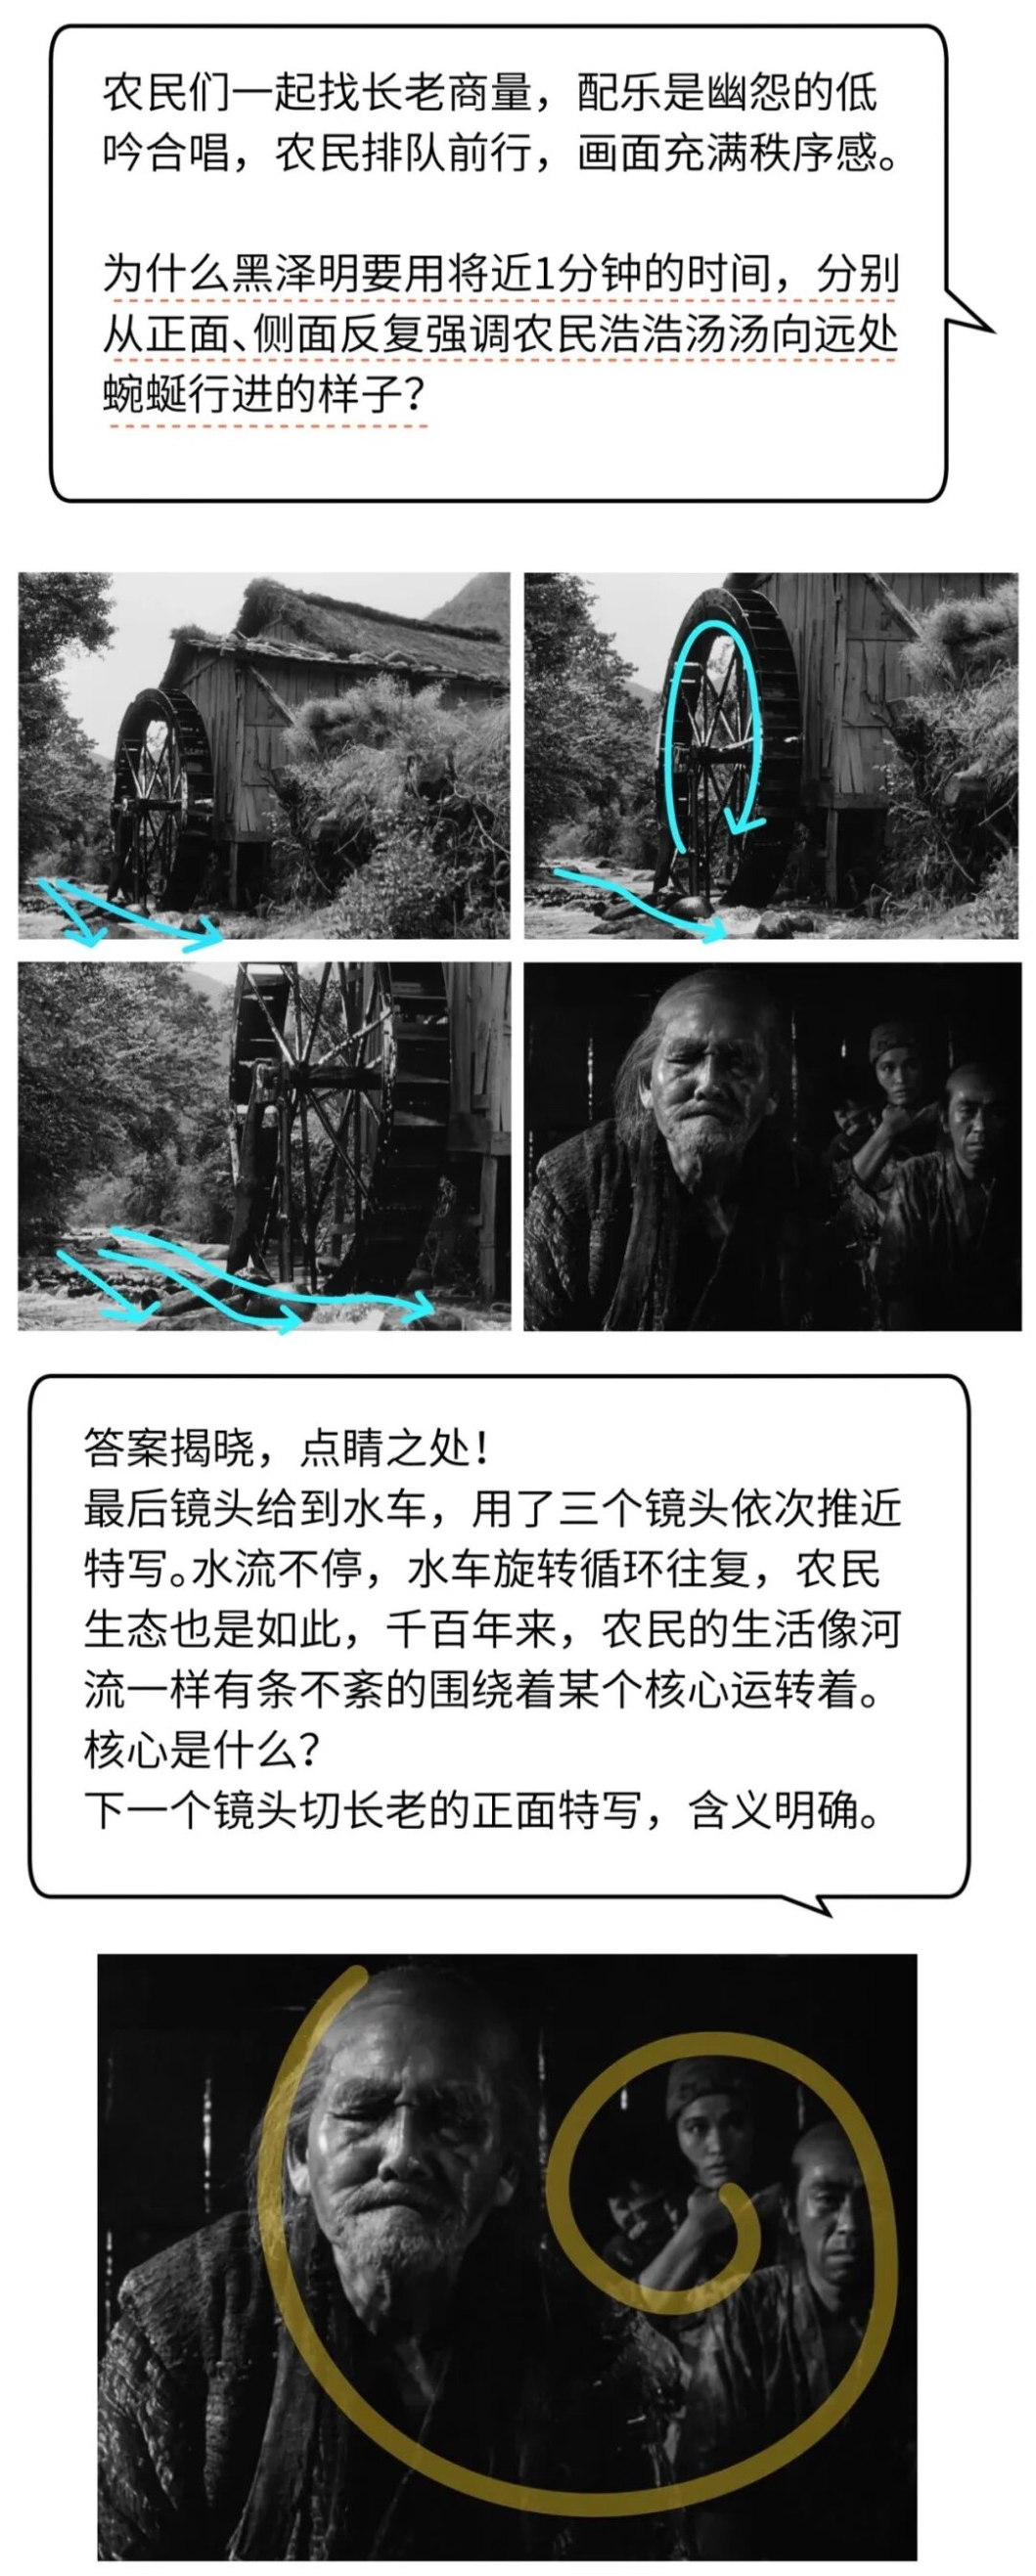 农民们一起找长老商量，配乐是幽怨的低
吟合唱，农民排队前行，画面充满秩序感。
为什么黑泽明要用将近1分钟的时间，分别
从正面、侧面反复强调农民浩浩汤汤向远处
蜿蜒行进的样子？
答案揭晓，点睛之处！
最后镜头给到水车，用了三个镜头依次推近
特写。水流不停，水车旋转循环往复，农民
生态也是如此，千百年来，农民的生活像河
流一样有条不紊的围绕着某个核心运转着。
核心是什么？
下一个镜头切长老的正面特写，含义明确。